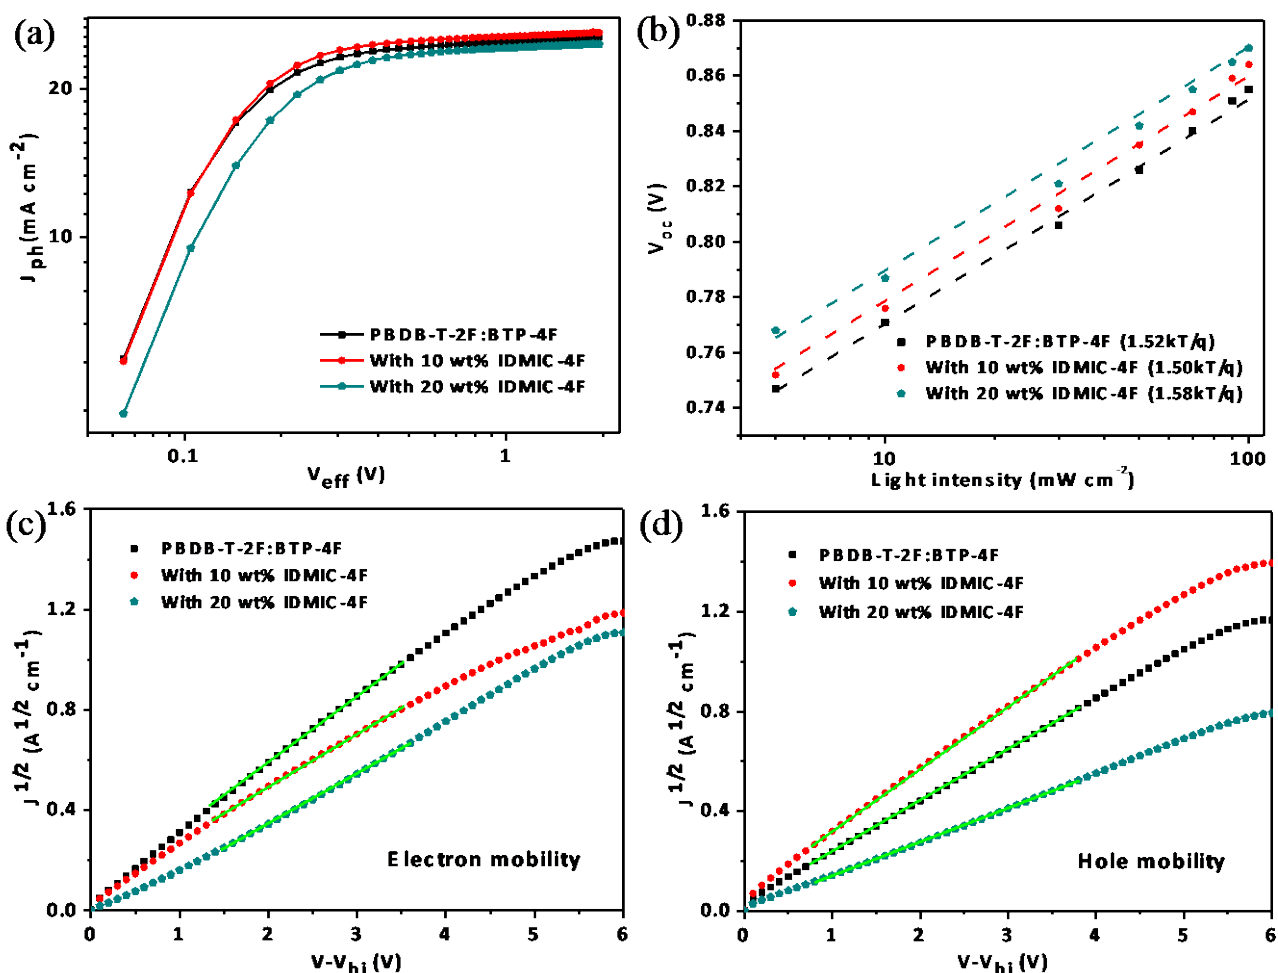 (a)
J ph (mA cm-2)
20
10
PBDB-T-2F:BTP-4F
With 10 wt% IDMIC-4F
With 20 wt% IDMIC-4F
0.1
1
Veff (V)
(b)
Voc (V)
0.88
0.86
0.84
0.82
0.80
0.78
0.76
0.74
PBDB-T-2F:BTP-4F (1.52kT/q)
With 10 wt% IDMIC-4F (1.50kT/q)
With 20 wt% IDMIC-4F (1.58kT/q)
10
100
Light intensity (mW cm-2)
(c)
J1/2 (A1/2 cm-1)
1.6
1.2
0.8
0.4
0.0
PBDB-T-2F:BTP-4F
With 10 wt% IDMIC-4F
With 20 wt% IDMIC-4F
Electron mobility
0 1 2 3 4 5 6
V-Vbi (V)
(d)
J1/2 (A1/2 cm-1)
1.6
1.2
0.8
0.4
0.0
PBDB-T-2F:BTP-4F
With 10 wt% IDMIC-4F
With 20 wt% IDMIC-4F
Hole mobility
0 1 2 3 4 5 6
V-Vbi (V)